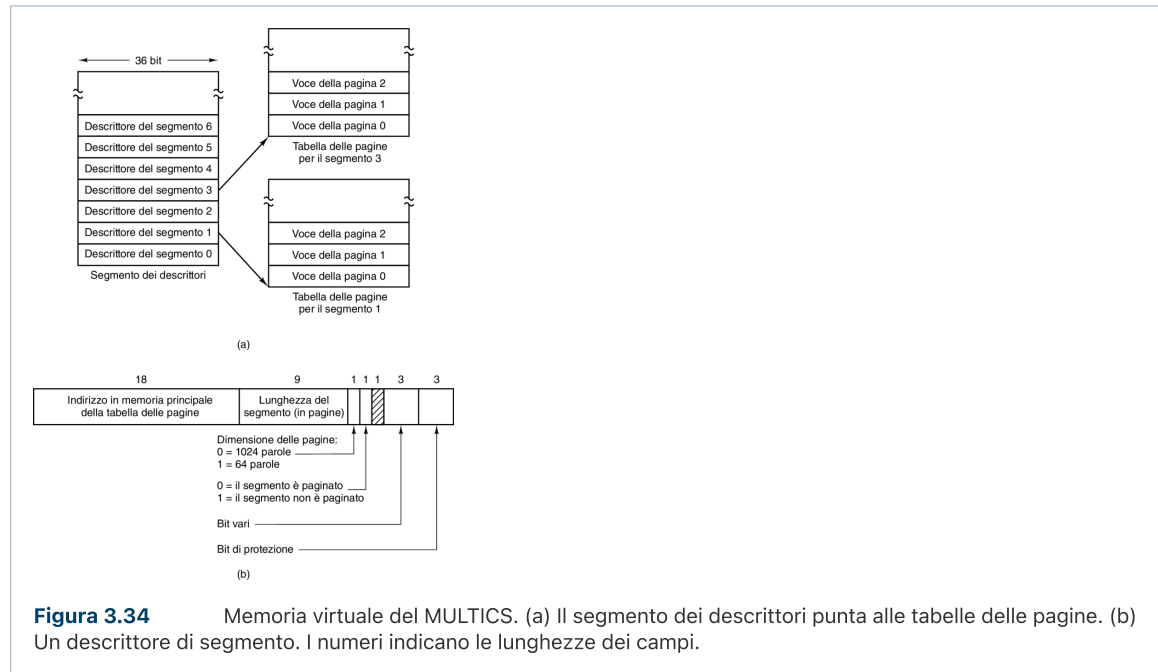 36 bit
Descrittore del segmento 6
Descrittore del segmento 5
Descrittore del segmento 4
Descrittore del segmento 3
Descrittore del segmento 2
Descrittore del segmento 1
Descrittore del segmento 0
Segmento dei descrittori
Voce della pagina 2
Voce della pagina 1
Voce della pagina 0
Tabella delle pagine
per il segmento 3
Voce della pagina 2
Voce della pagina 1
Voce della pagina 0
Tabella delle pagine
per il segmento 1
(a)
18 9 1 1 1 3 3
Indirizzo in memoria principale
della tabella delle pagine
Lunghezza del
segmento (in pagine)
Dimensione delle pagine:
0 = 1024 parole
1 = 64 parole
0 = il segmento è paginato
1 = il segmento non è paginato
Bit vari
Bit di protezione
(b)
Figura 3.34 Memoria virtuale del MULTICS. (a) Il segmento dei descrittori punta alle tabelle delle pagine. (b)
Un descrittore di segmento. I numeri indicano le lunghezze dei campi.